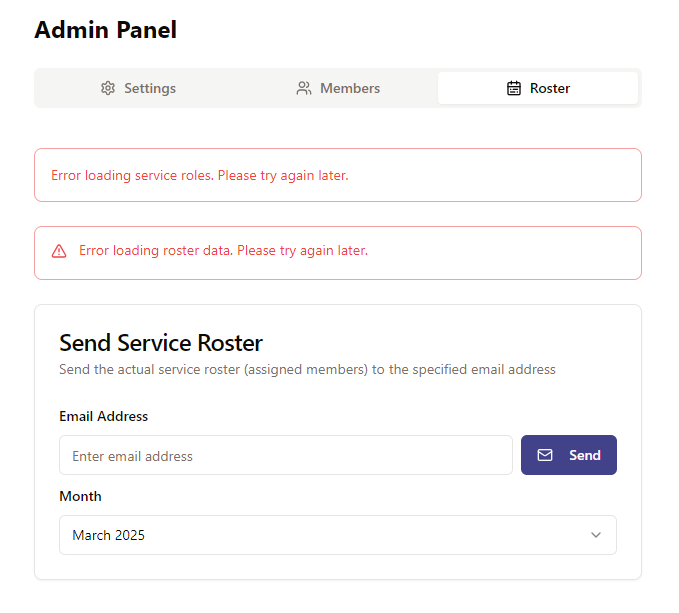 Admin Panel
Settings
Members
Roster
Error loading service roles. Please try again later.
Error loading roster data. Please try again later.
Send Service Roster
Send the actual service roster (assigned members) to the specified email address
Email Address
Enter email address
Send
Month
March 2025